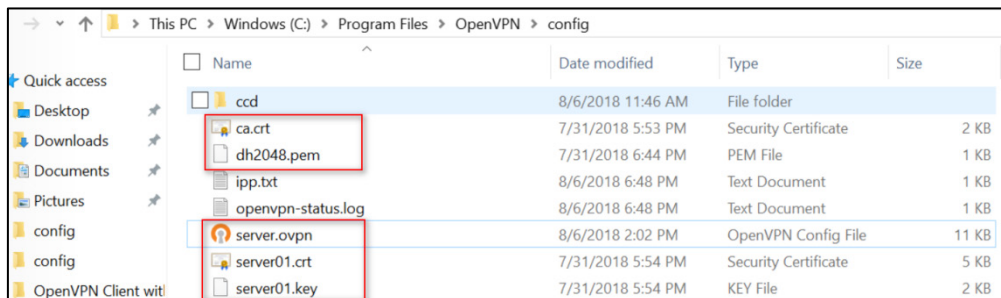 This PC > Windows (C:) > Program Files > OpenVPN > config
Name Date modified Type Size
Quick access
Desktop
Downloads
Documents
Pictures
config
config
OpenVPN Client wit
ccd 8/6/2018 11:46 AM File folder
ca.crt 7/31/2018 5:53 PM Security Certificate 2 KB
dh2048.pem 7/31/2018 6:44 PM PEM File 1 KB
ipp.txt 8/6/2018 6:48 PM Text Document 1 KB
openvpn-status.log 8/6/2018 6:48 PM Text Document 1 KB
server.ovpn 8/6/2018 2:02 PM OpenVPN Config File 11 KB
server01.crt 7/31/2018 5:54 PM Security Certificate 5 KB
server01.key 7/31/2018 5:54 PM KEY File 2 KB